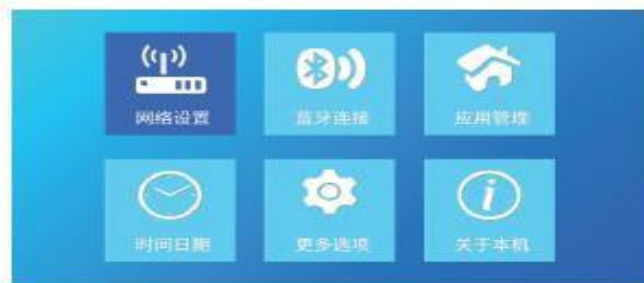 网络设置
蓝牙连接
应用管理
时间日期
更多选项
关于本机